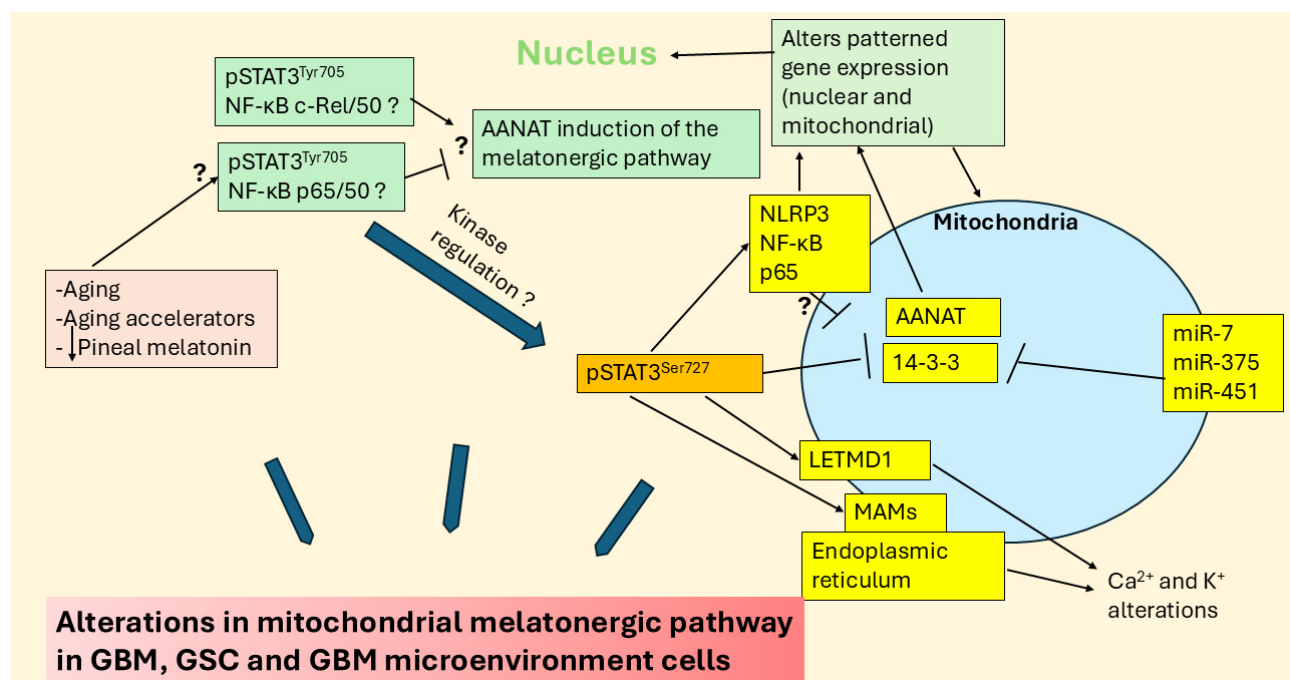 Nucleus
Alters patterned
gene expression
(nuclear and
mitochondrial)
pSTAT3Tyr705
NF-κB c-Rel/50 ?
?
AANAT induction of the
melatonergic pathway
?
pSTAT3Tyr705
NF-κB p65/50 ?
Kinase
regulation ?
NLRP3
NF-κB
p65
?
Mitochondria
-Aging
-Aging accelerators
-↓Pineal melatonin
AANAT
14-3-3
miR-7
miR-375
miR-451
pSTAT3Ser727
LETMD1
MAMs
Endoplasmic
reticulum
Ca2+ and K+
alterations
Alterations in mitochondrial melatonergic pathway
in GBM, GSC and GBM microenvironment cells